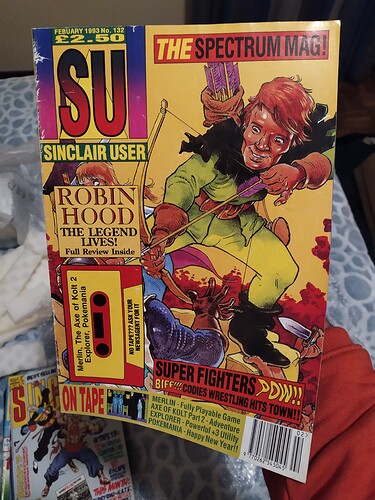 FEBUARY 1993 No. 132
£2.50
THE SPECTRUM MAG!
SU
SINCLAIR USER
ROBIN
HOOD
THE LEGEND
LIVES!
Full Review Inside
Merlin, The Axe of Kolt 2
Explorer, Pokemania
NO TAPE??? ASK YOUR
NEWSAGENT FOR IT
SUPER FIGHTERS POW!!
BIFF!!! CODIES WRESTLING HITS TOWN!!
ON TAPE
MERLIN - Fully Playable Game
AXE OF KOLT Part 2 - Adventure
EXPLORER - Powerful +3 Utility
POKEMANIA - Happy New Year!!
02